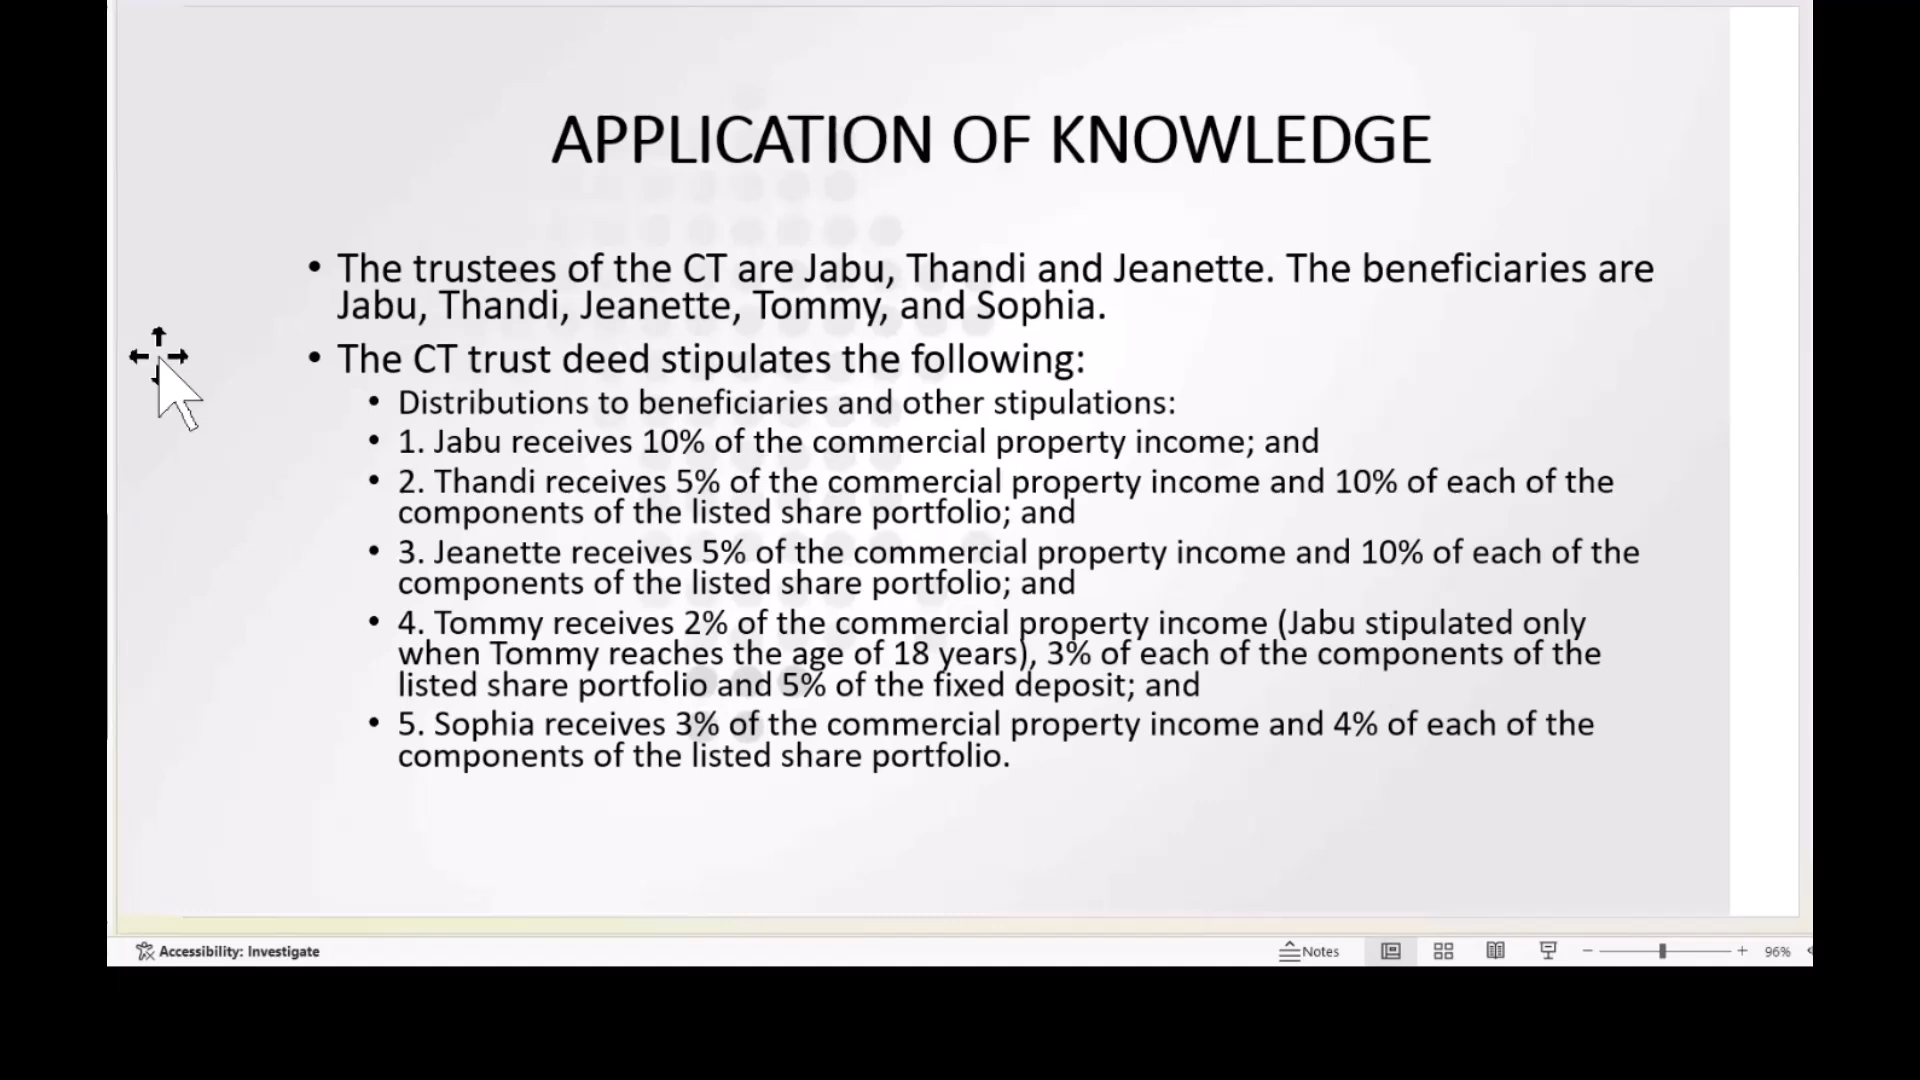 APPLICATION OF KNOWLEDGE
• The trustees of the CT are Jabu, Thandi and Jeanette. The beneficiaries are
Jabu, Thandi, Jeanette, Tommy, and Sophia.
• The CT trust deed stipulates the following:
• Distributions to beneficiaries and other stipulations:
• 1. Jabu receives 10% of the commercial property income; and
• 2. Thandi receives 5% of the commercial property income and 10% of each of the
components of the listed share portfolio; and
• 3. Jeanette receives 5% of the commercial property income and 10% of each of the
components of the listed share portfolio; and
• 4. Tommy receives 2% of the commercial property income (Jabu stipulated only
when Tommy reaches the age of 18 years), 3% of each of the components of the
listed share portfolio and 5% of the fixed deposit; and
• 5. Sophia receives 3% of the commercial property income and 4% of each of the
components of the listed share portfolio.
Accessibility: Investigate
Notes
96%